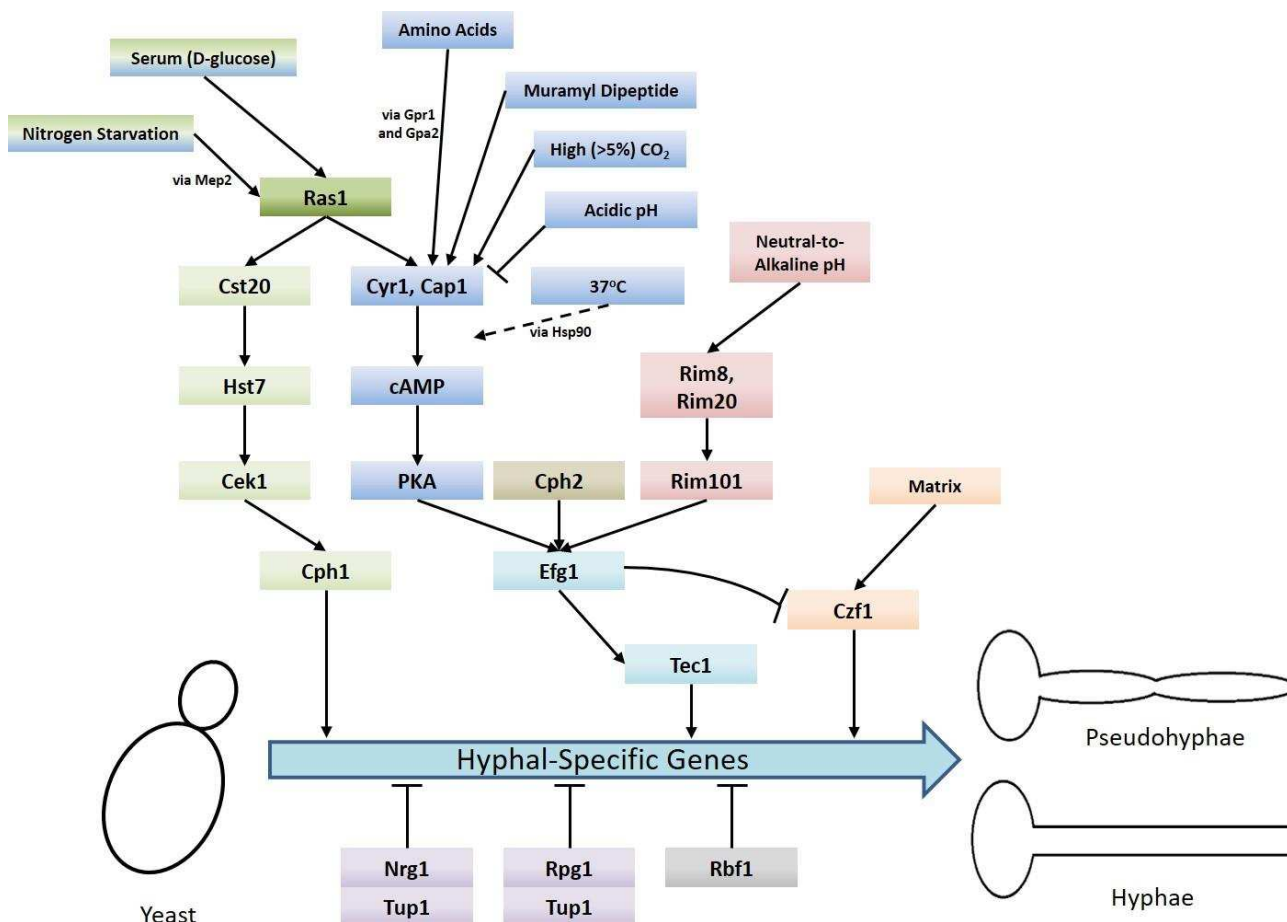 Amino Acids
Serum (D-glucose)
Muramyl Dipeptide
via Gpr1
and Gpa2
Nitrogen Starvation
High (>5%) CO₂
via Mep2
Ras1
Acidic pH
Neutral-to-
Alkaline pH
Cst20
Cyr1, Cap1
37°C
via Hsp90
Hst7
cAMP
Rim8,
Rim20
Cek1
PKA
Cph2
Rim101
Matrix
Cph1
Efg1
Czf1
Tec1
Hyphal-Specific Genes
Pseudohyphae
Nrg1
Tup1
Rpg1
Tup1
Rbf1
Yeast
Hyphae